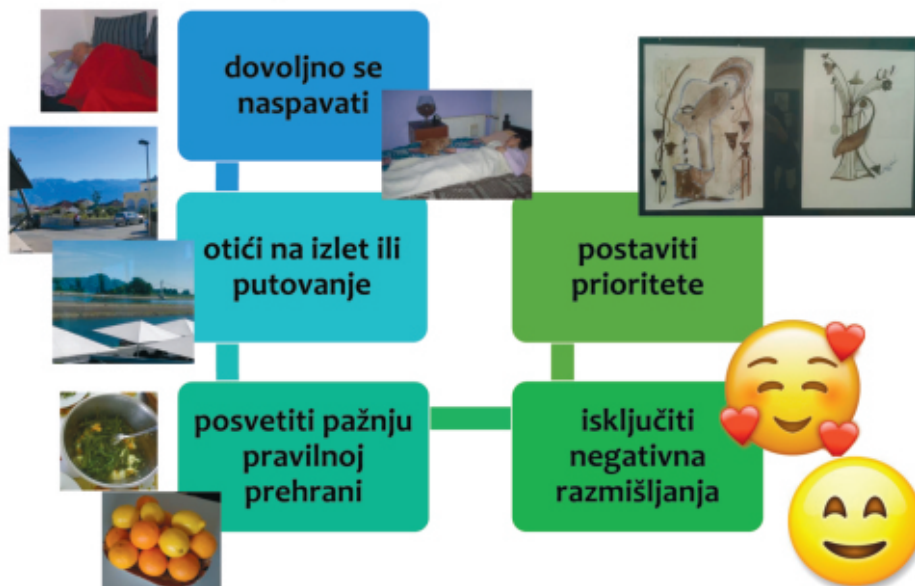 dovoljno se
naspavati
otići na izlet ili
putovanje
posvetiti pažnju
pravilnoj
prehrani
isključiti
negativna
razmišljanja
postaviti
prioritete